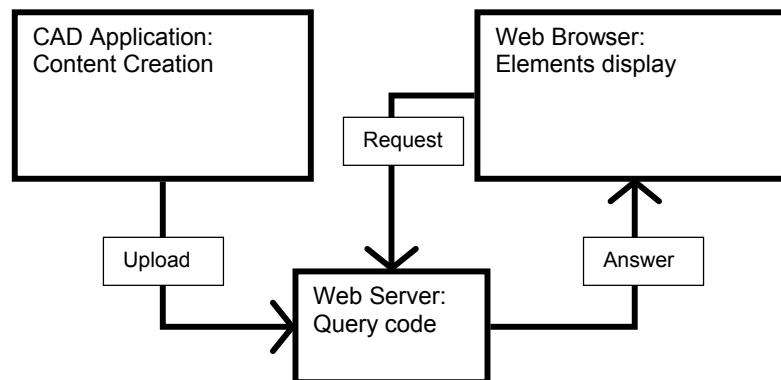 CAD Application:
Content Creation
Web Browser:
Elements display
Request
Upload
Answer
Web Server:
Query code